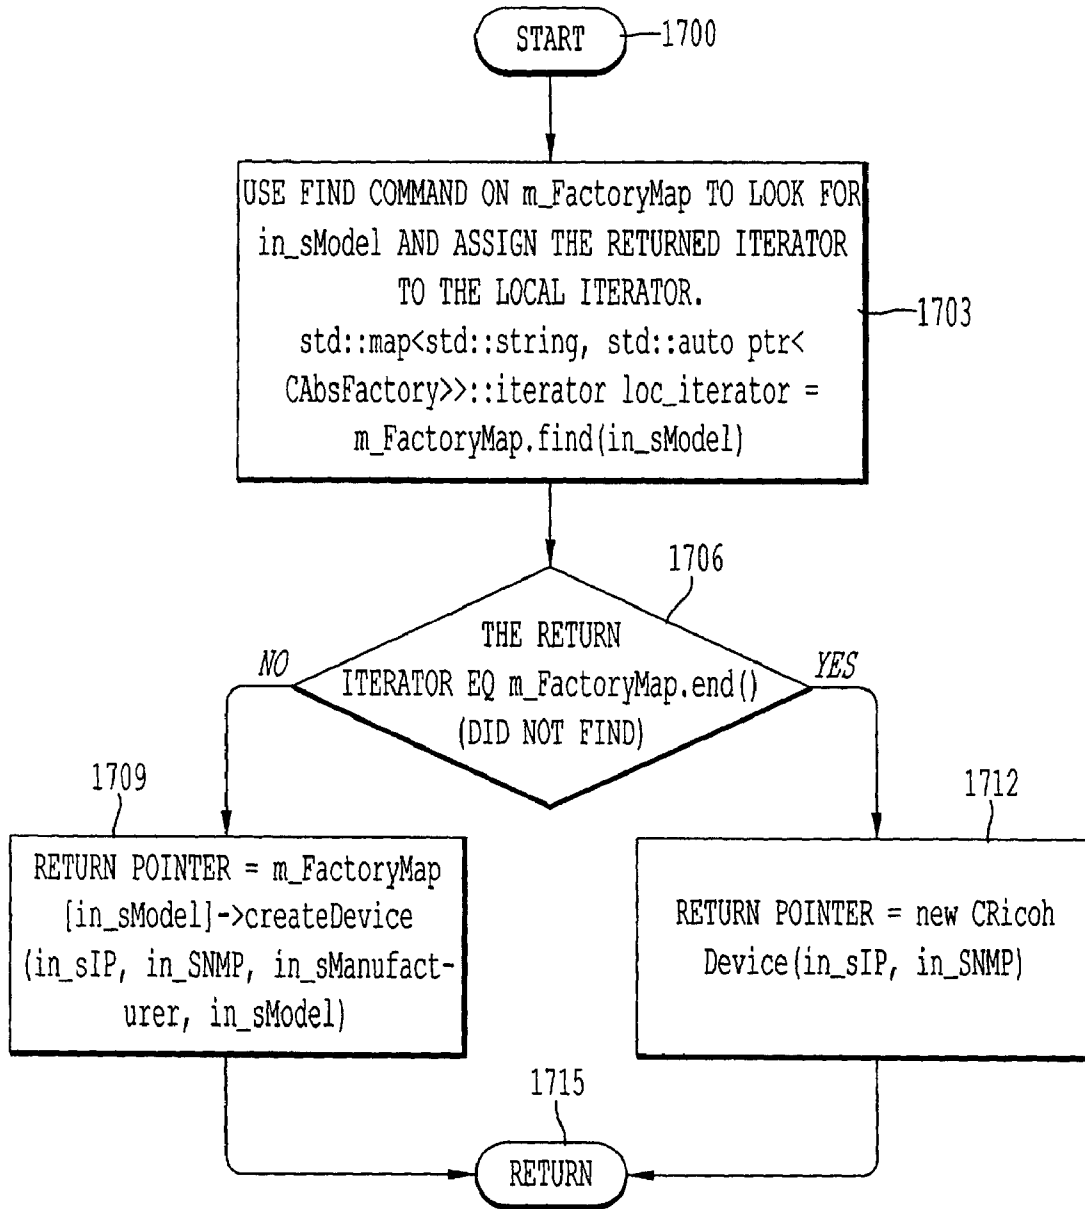 START
1700
USE FIND COMMAND ON m_FactoryMap TO LOOK FOR
in_sModel AND ASSIGN THE RETURNED ITERATOR
TO THE LOCAL ITERATOR.
std::map<std::string, std::auto ptr<
CAbsFactory>>::iterator loc_iterator =
m_FactoryMap.find(in_sModel)
1703
1706
THE RETURN
ITERATOR EQ m_FactoryMap.end()
(DID NOT FIND)
NO
YES
1709
RETURN POINTER = m_FactoryMap
[in_sModel]->createDevice
(in_sIP, in_SNMP, in_sManufact-
urer, in_sModel)
1712
RETURN POINTER = new CRicoh
Device(in_sIP, in_SNMP)
1715
RETURN